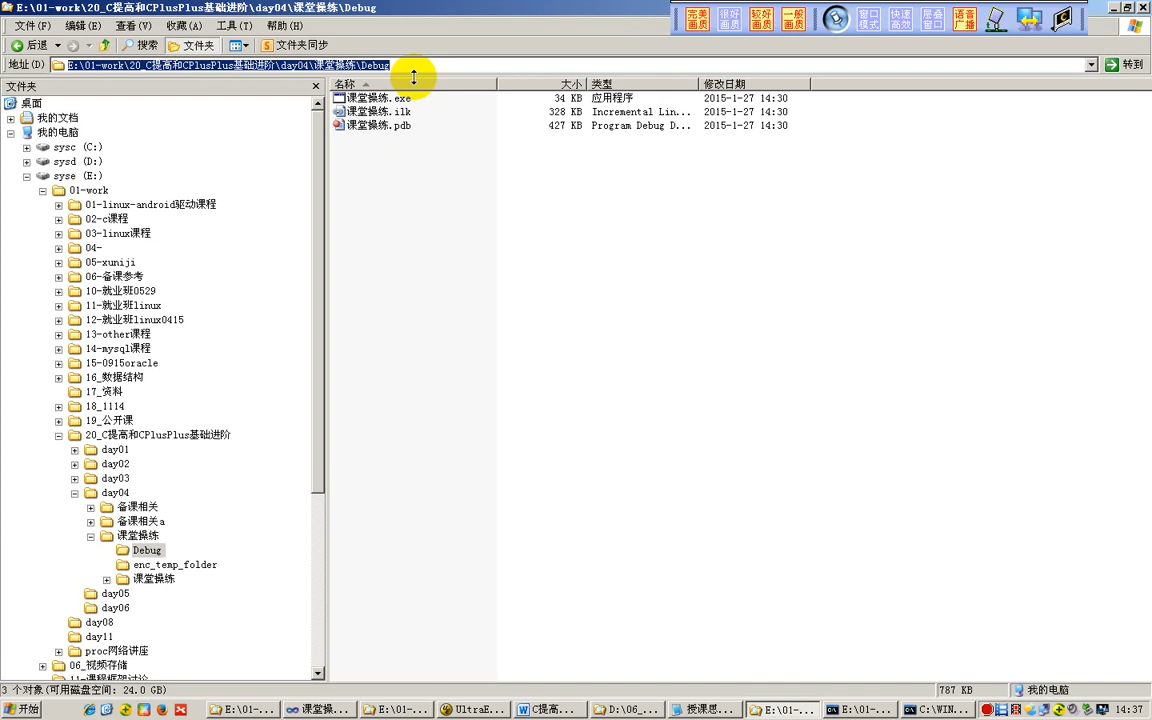 E:\01-work\20_C提高和CPlusPlus基础进阶\day04\课堂操练\Debug
文件(F) 编辑(E) 查看(V) 收藏(A) 工具(T) 帮助(H)
完美画质 很好画质 较好画质 一般画质 窗口模式 快速高效 层叠窗口 语音广播
后退 搜索 文件夹 文件夹同步
地址(D) E:\01-work\20_C提高和CPlusPlus基础进阶\day04\课堂操练\Debug 转到
文件夹
名称 大小 类型 修改日期
课堂操练.exe 34 KB 应用程序 2015-1-27 14:30
课堂操练.ilk 328 KB Incremental Lin... 2015-1-27 14:30
课堂操练.pdb 427 KB Program Debug D... 2015-1-27 14:30
桌面
我的文档
我的电脑
sysc (C:)
sysd (D:)
syse (E:)
01-work
01-linux-android驱动课程
02-c课程
03-linux课程
04-
05-xuniji
06-备课参考
10-就业班0529
11-就业班linux
12-就业班linux0415
13-other课程
14-mysql课程
15-0915oracle
16_数据结构
17_资料
18_1114
19_公开课
20_C提高和CPlusPlus基础进阶
day01
day02
day03
day04
备课相关
备课相关a
课堂操练
Debug
enc_temp_folder
课堂操练
day05
day06
day08
day11
proc网络讲座
06_视频存储
3 个对象(可用磁盘空间: 24.0 GB) 787 KB 我的电脑
开始 E:\01-... 课堂操... E:\01-... UltraE... C提高... D:\06_... 授课思... E:\01-... E:\01-... C:\WIN... 14:37